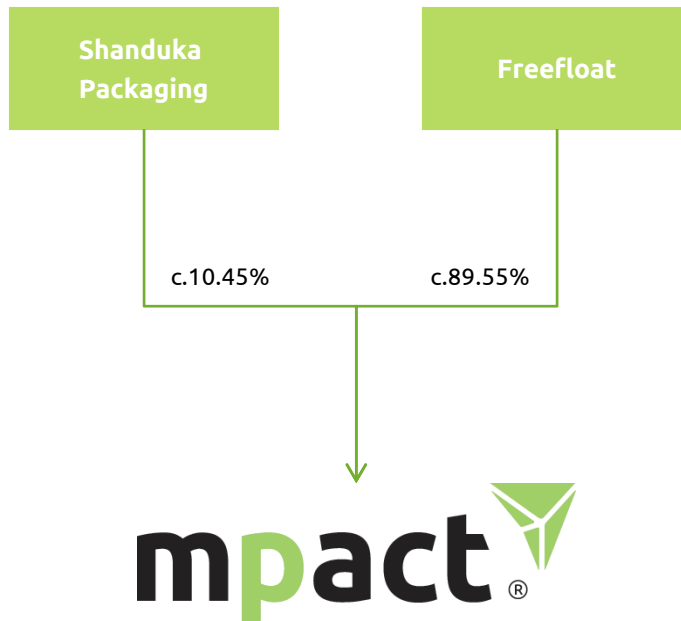 Shanduka
Packaging
Freefloat
c.10.45%
c.89.55%
mpact®